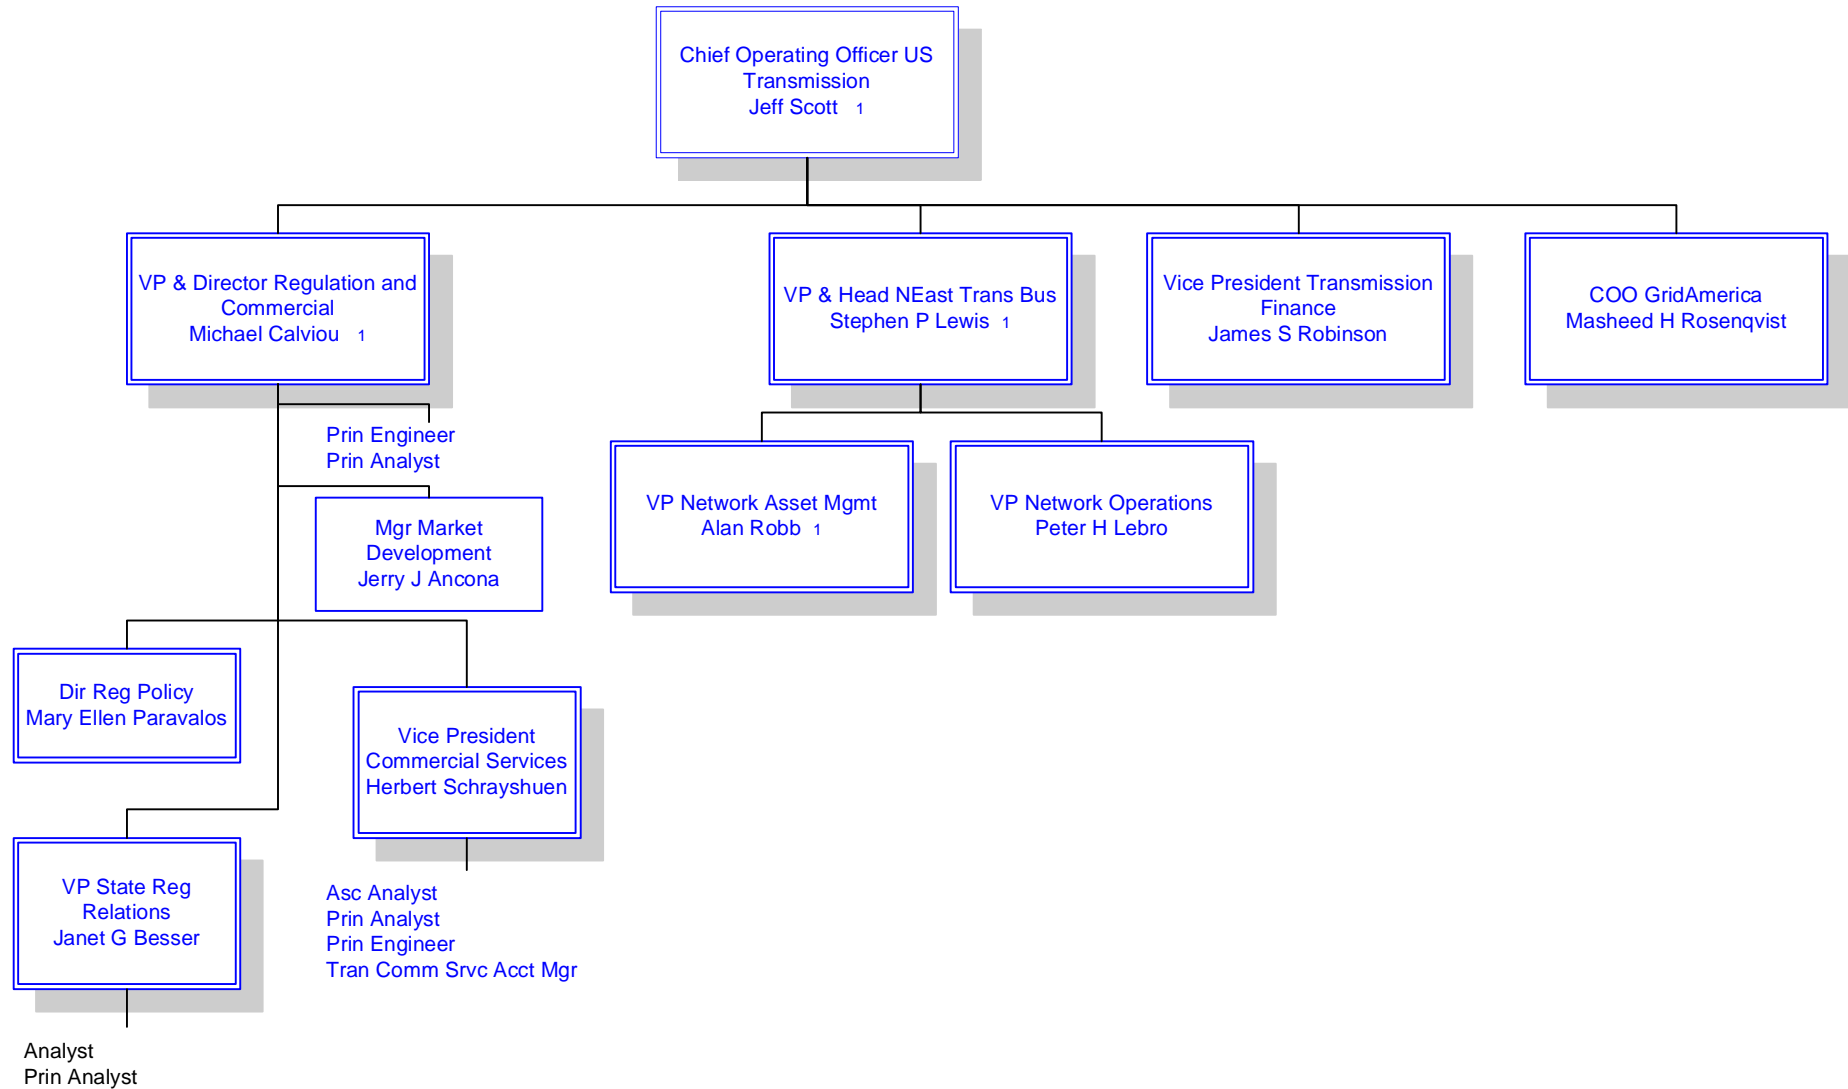 Chief Operating Officer US
Transmission
Jeff Scott 1
VP & Director Regulation and
Commercial
Michael Calviou 1
VP & Head NEast Trans Bus
Stephen P Lewis 1
Vice President Transmission
Finance
James S Robinson
COO GridAmerica
Masheed H Rosenqvist
Prin Engineer
Prin Analyst
Mgr Market
Development
Jerry J Ancona
VP Network Asset Mgmt
Alan Robb 1
VP Network Operations
Peter H Lebro
Dir Reg Policy
Mary Ellen Paravalos
Vice President
Commercial Services
Herbert Schrayshuen
VP State Reg
Relations
Janet G Besser
Asc Analyst
Prin Analyst
Prin Engineer
Tran Comm Srvc Acct Mgr
Analyst
Prin Analyst